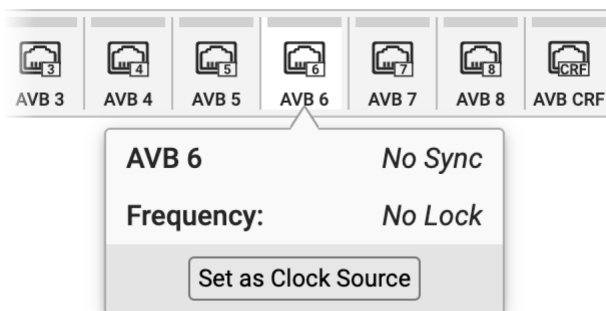 3 4 5 6 7 8 CRF
AVB 3 AVB 4 AVB 5 AVB 6 AVB 7 AVB 8 AVB CRF
AVB 6 No Sync
Frequency: No Lock
Set as Clock Source